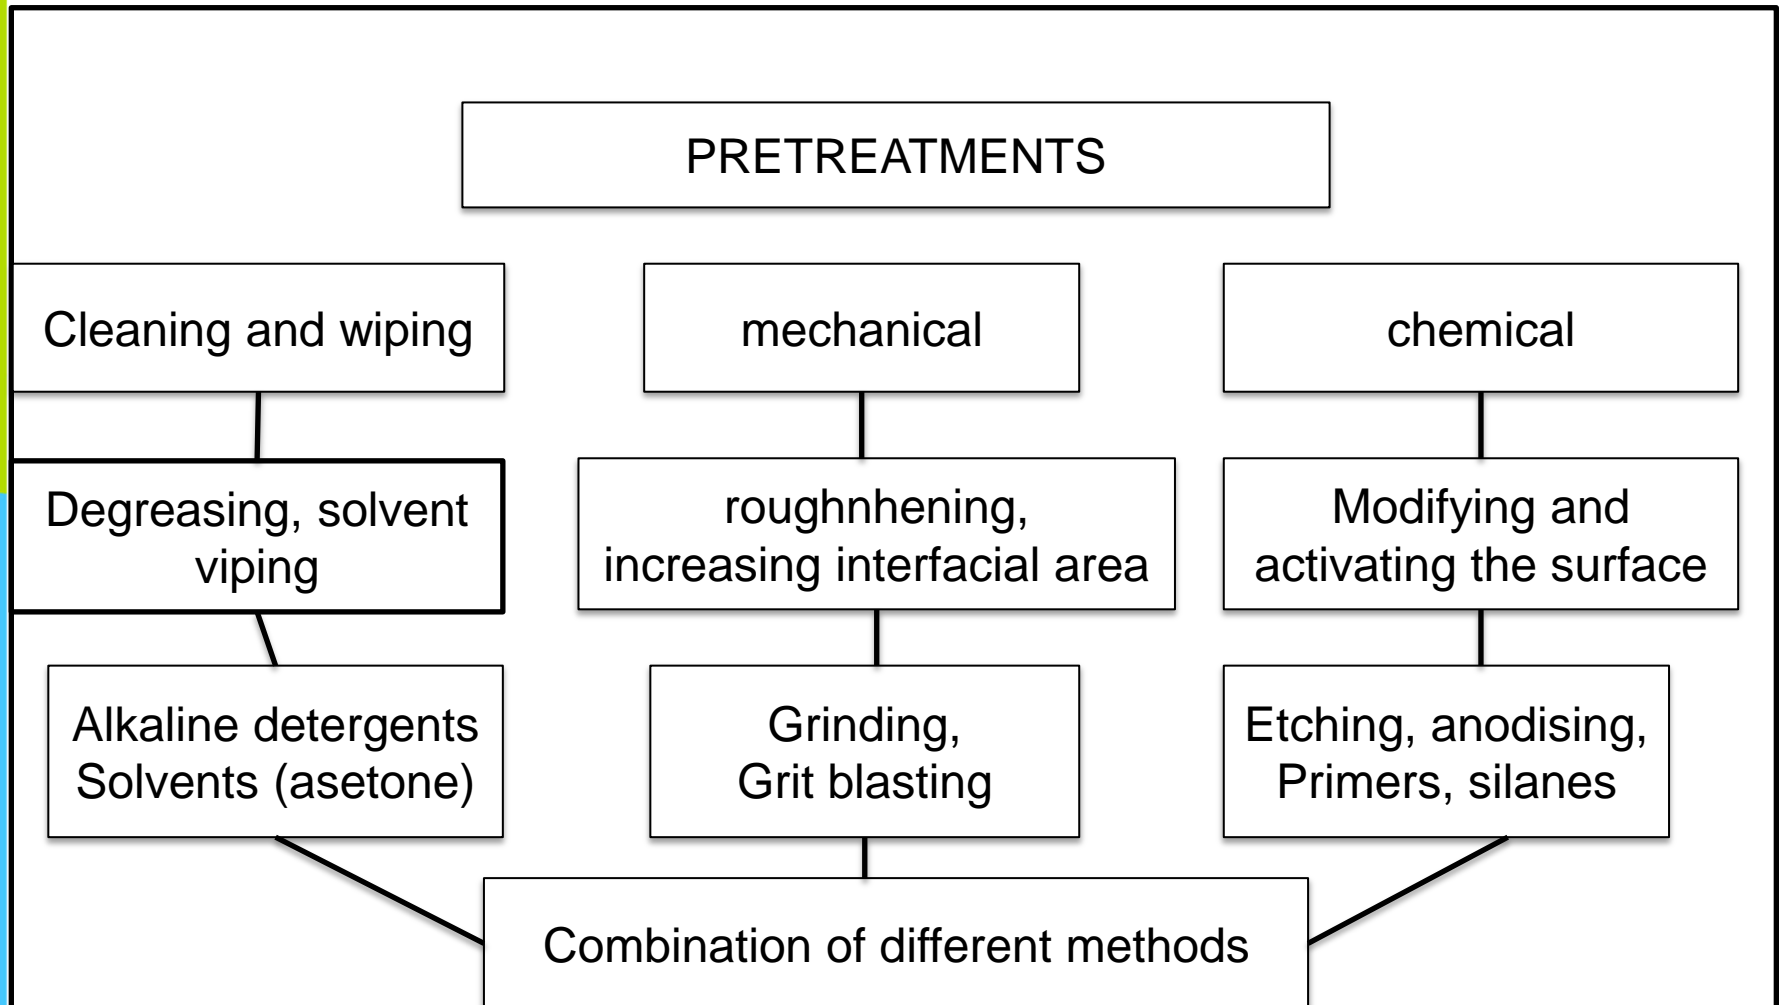 PRETREATMENTS
Cleaning and wiping
mechanical
chemical
Degreasing, solvent
viping
roughnhening,
increasing interfacial area
Modifying and
activating the surface
Alkaline detergents
Solvents (asetone)
Grinding,
Grit blasting
Etching, anodising,
Primers, silanes
Combination of different methods